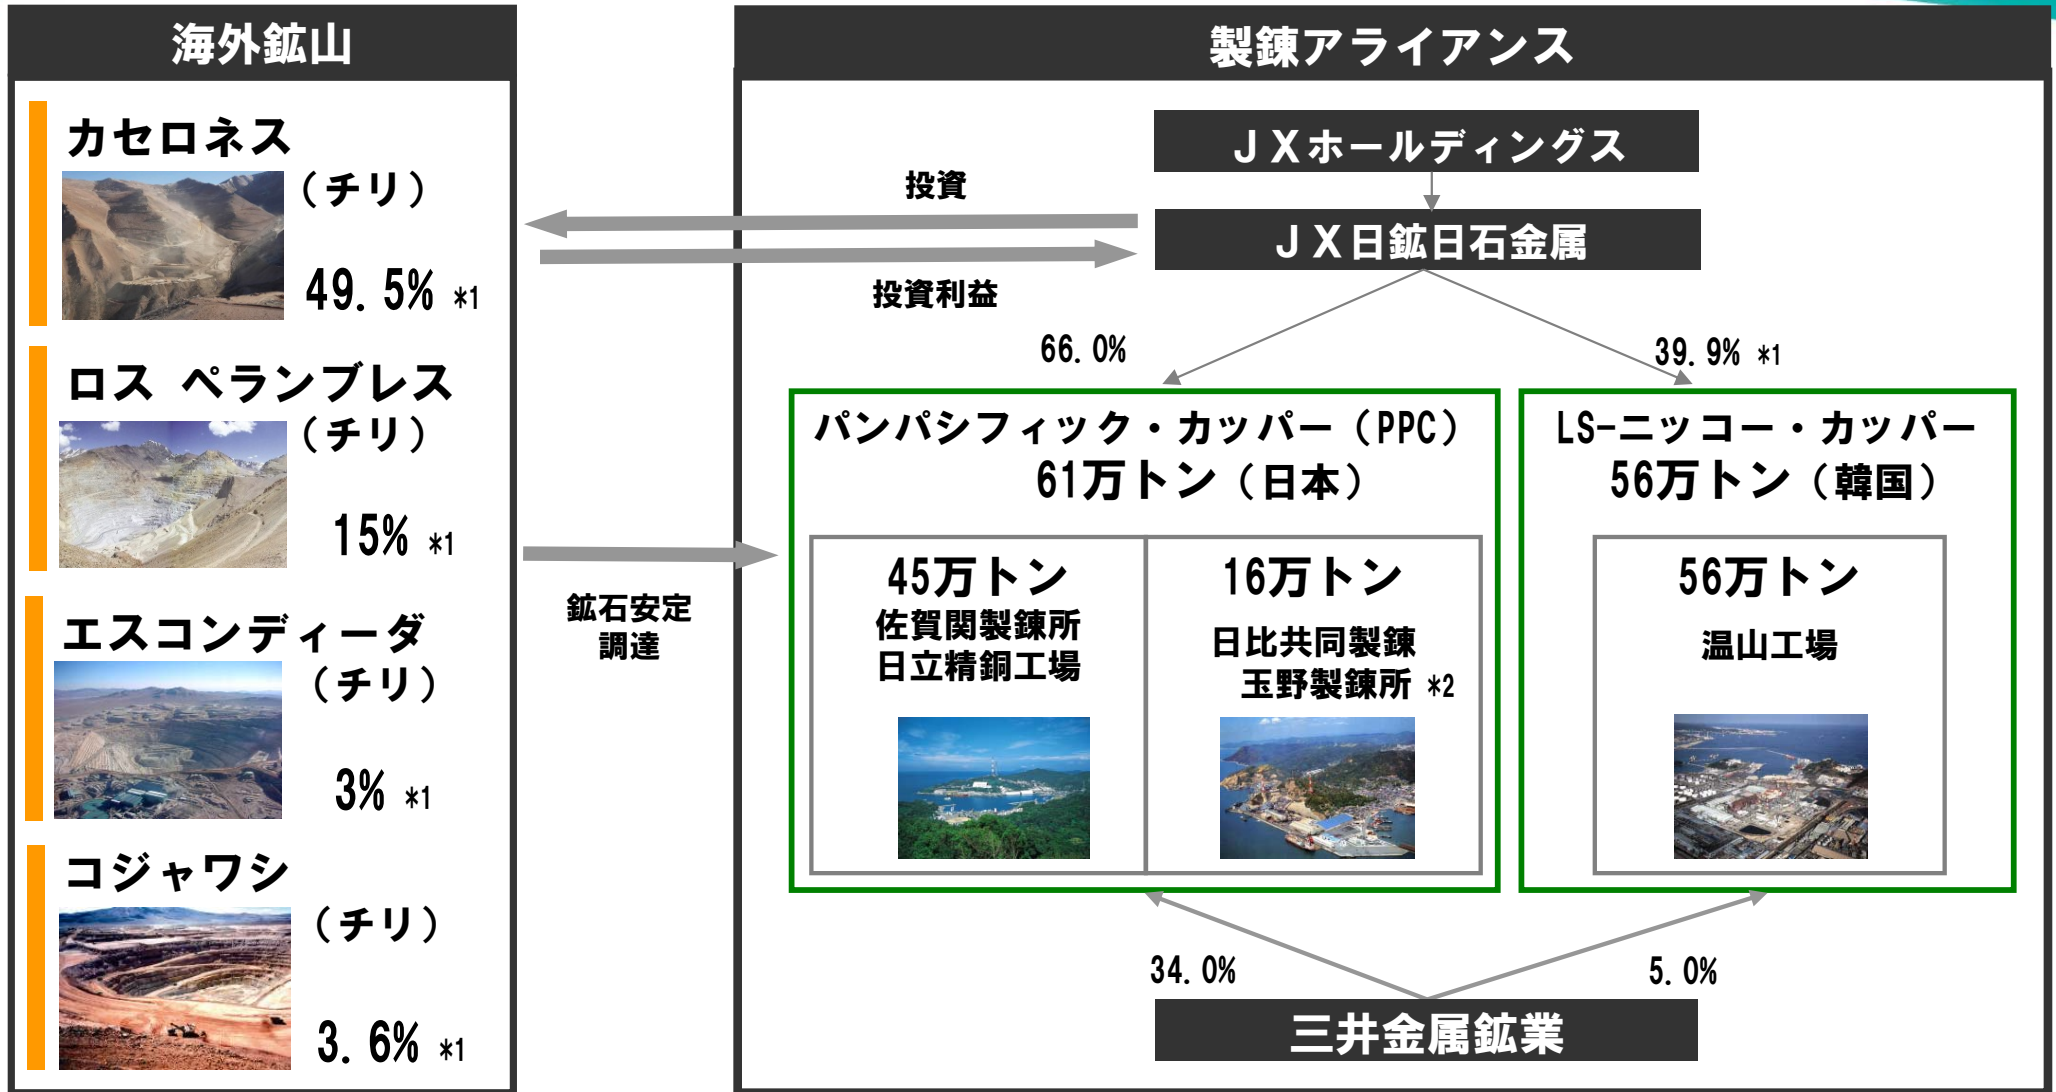 海外鉱山
カセロネス
(チリ)
49.5% *1
ロス ペランブレス
(チリ)
15% *1
エスコンディーダ
(チリ)
3% *1
コジャワシ
(チリ)
3.6% *1
投資
投資利益
鉱石安定
調達
製錬アライアンス
JXホールディングス
JX日鉱日石金属
66.0%
39.9% *1
パンパシフィック・カッパー(PPC)
61万トン(日本)
45万トン
佐賀関製錬所
日立精銅工場
16万トン
日比共同製錬
玉野製錬所 *2
LS-ニッコー・カッパー
56万トン(韓国)
56万トン
温山工場
34.0%
5.0%
三井金属鉱業